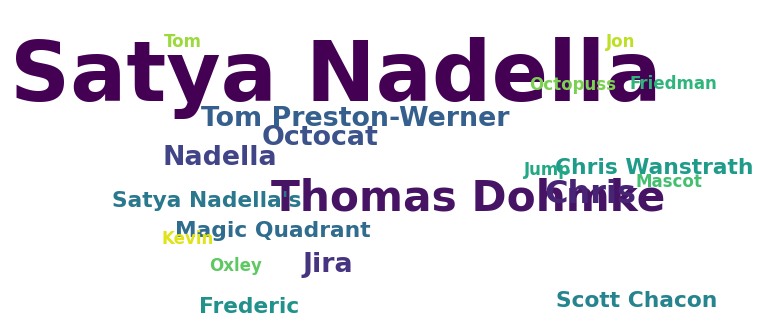 Tom
Jon
Satya Nadella
Octopuss
Friedman
Tom Preston-Werner
Octocat
Nadella
Jump
Chris Wanstrath
Mascot
Chris
Thomas Dohmke
Satya Nadella's
Magic Quadrant
Kevin
Oxley
Jira
Frederic
Scott Chacon